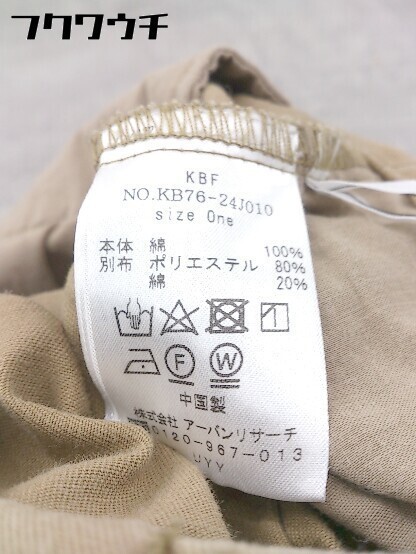 フクワウチ
KBF
NO.KB76-24J010
size One
本体 綿 100%
別布 ポリエステル 80%
綿 20%
F W
中国製
株式会社 アーバンリサーチ
0120-967-013
JYY